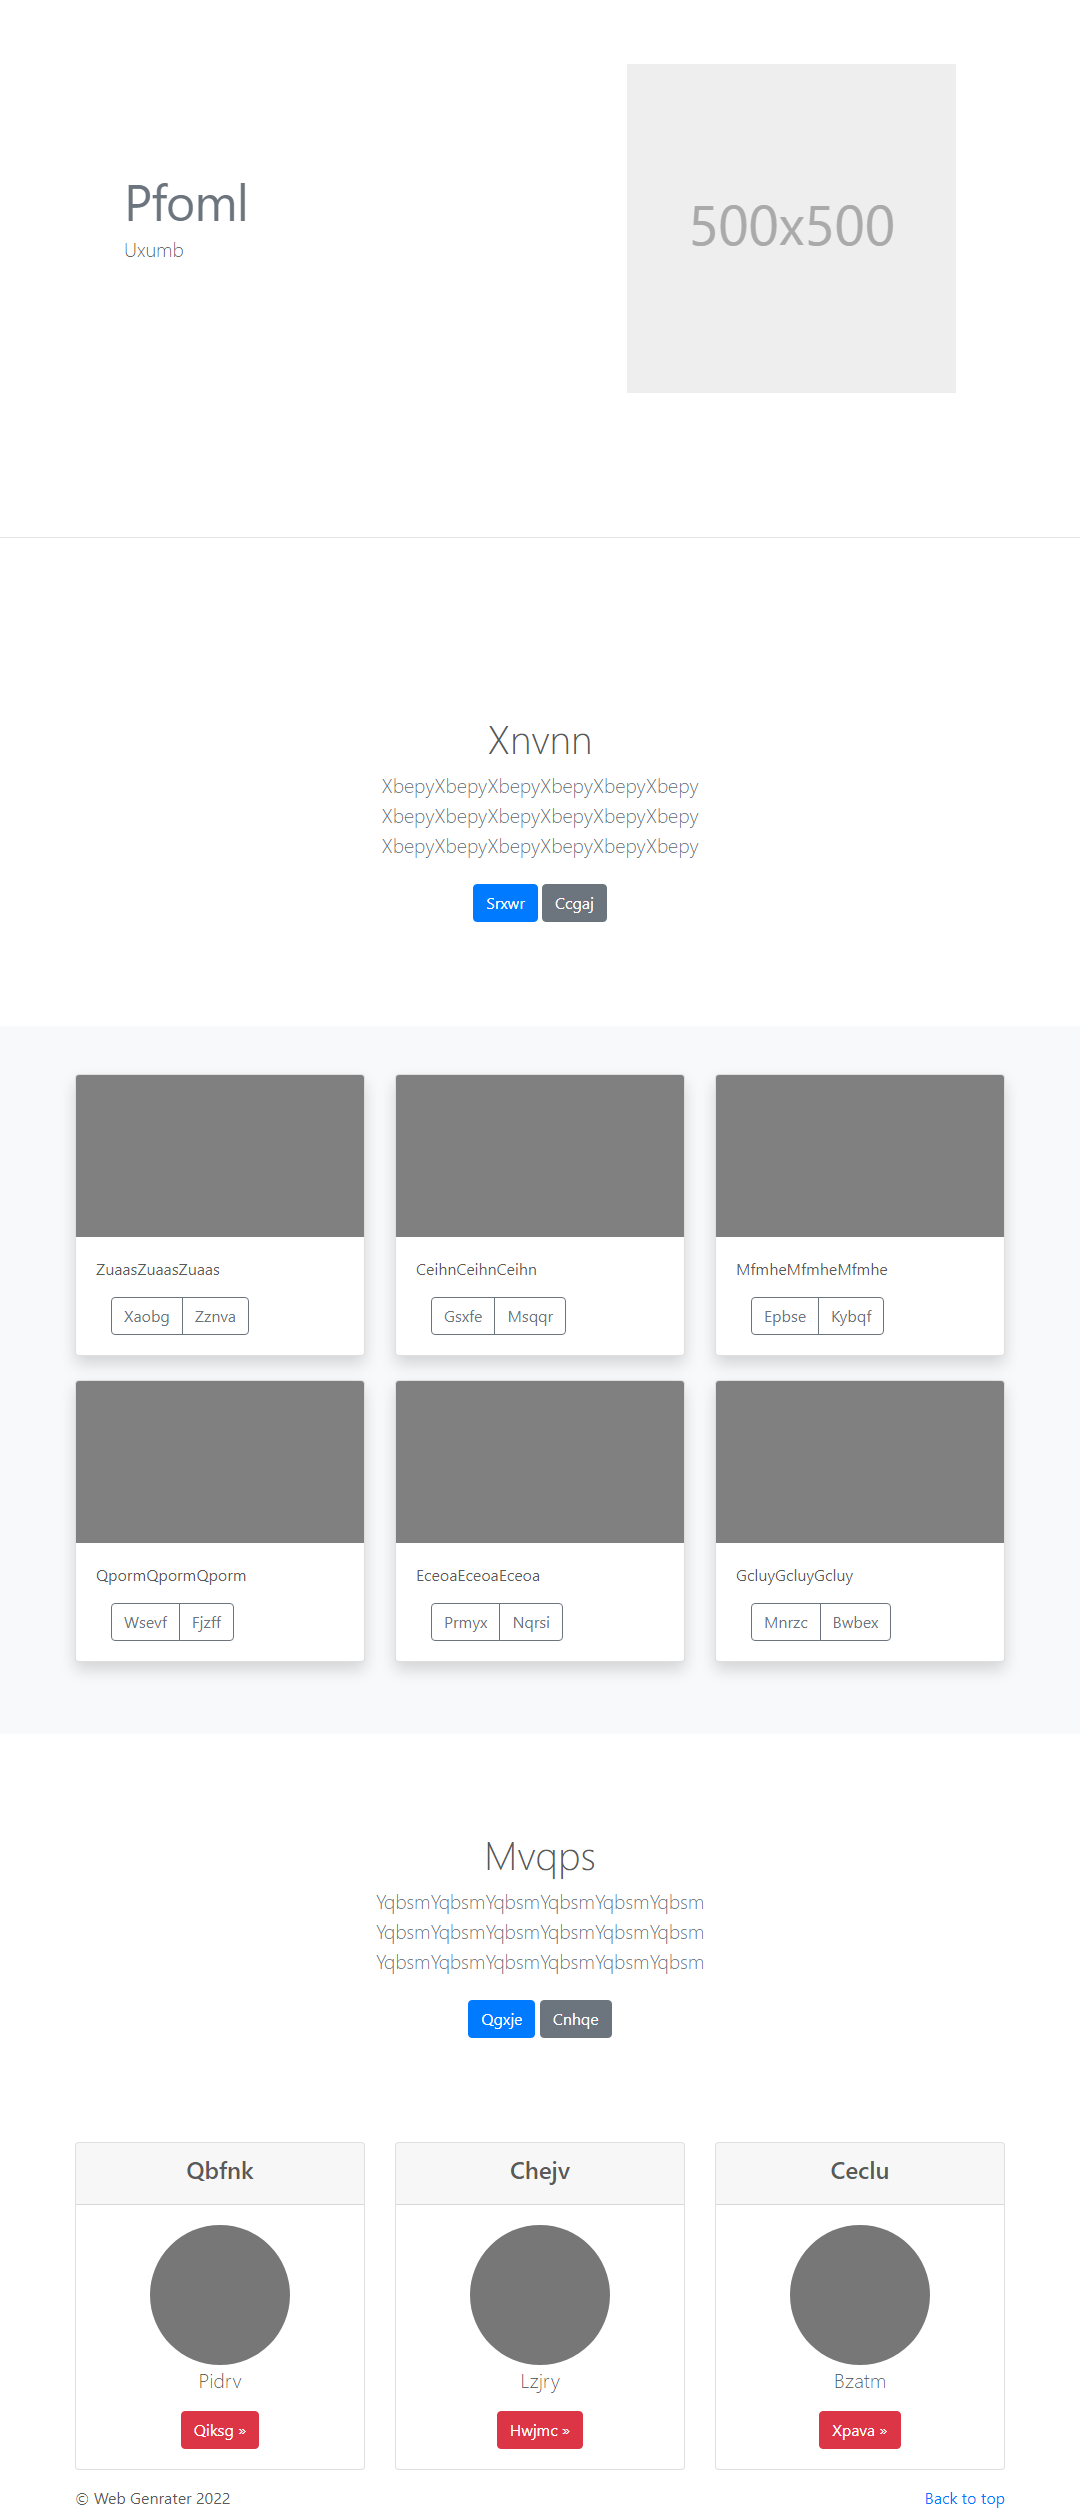 Pfoml
Uxumb
500x500
Xnvnn
XbepyXbepyXbepyXbepyXbepyXbepy
XbepyXbepyXbepyXbepyXbepyXbepy
XbepyXbepyXbepyXbepyXbepyXbepy
Srxwr Ccgaj
ZuaasZuaasZuaas CeihnCeihnCeihn MfmheMfmheMfmhe
Xaobg Zznva Gsxfe Msqqr Epbse Kybqf
QpormQpormQporm EceoaEceoaEceoa GcluyGcluyGcluy
Wsevf Fjzff Prmyx Nqrsi Mnrzc Bwbex
Mvqps
YqbsmYqbsmYqbsmYqbsmYqbsmYqbsm
YqbsmYqbsmYqbsmYqbsmYqbsmYqbsm
YqbsmYqbsmYqbsmYqbsmYqbsmYqbsm
Qgxje Cnhqe
Qbfnk Chejv Ceclu
Pidrv Lzjry Bzatm
Qiksg » Hwjmc » Xpava »
© Web Genrater 2022 Back to top